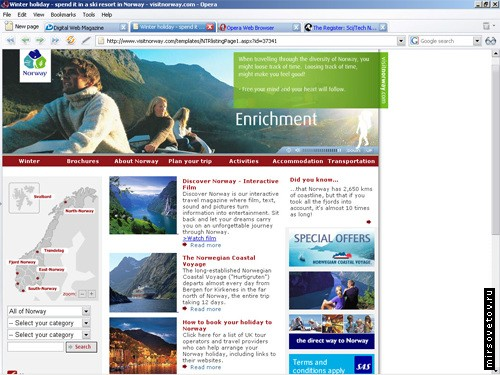 Winter holiday - spend it in a ski resort in Norway - visitnorway.com - Opera
File Edit View Bookmarks Tools Help
New page
Digital Web Magazine
Winter holiday - spend it ...
Opera Web Browser
The Register: Sci/Tech N...
http://www.visitnorway.com/templates/NTRlistingPage1.aspx?id=37341
Google search
100%
Norway
When travelling through the diversity of Norway, you
might loose track of time. Loosing track of time,
might make you feel good!
- Free your mind and your heart will follow.
visitnorway.com
Enrichment
Winter Brochures About Norway Plan your trip Activities Accommodation Transportation
Svalbard
North Norway
Trøndelag
Fjord Norway
East Norway
South Norway
zoom:
All of Norway
-- Select your category
-- Select your category
Search
Discover Norway - Interactive
Film
Discover Norway is our interactive
travel magazine where film, text,
sound and pictures turn
information into entertainment. Sit
back and let your dreams carry
you on an unforgettable journey
through Norway.
>Watch film
Read more
The Norwegian Coastal
Voyage
The long-established Norwegian
Coastal Voyage ("Hurtigruten")
departs almost every day from
Bergen for Kirkenes in the far
north of Norway, the entire trip
taking 12 days.
Read more
How to book your holiday to
Norway
Click here for a list of UK tour
operators and travel providers
who can help arrange your
Norway holiday, including links to
their websites.
Read more
Did you know...
...that Norway has 2,650 kms
of coastline, but that if you
took all the fjords into
account, it's almost 10 times
as long!
SPECIAL OFFERS
NORWEGIAN COASTAL VOYAGE
the direct way to Norway
Terms and
conditions apply
SAS
mirsovetov.ru